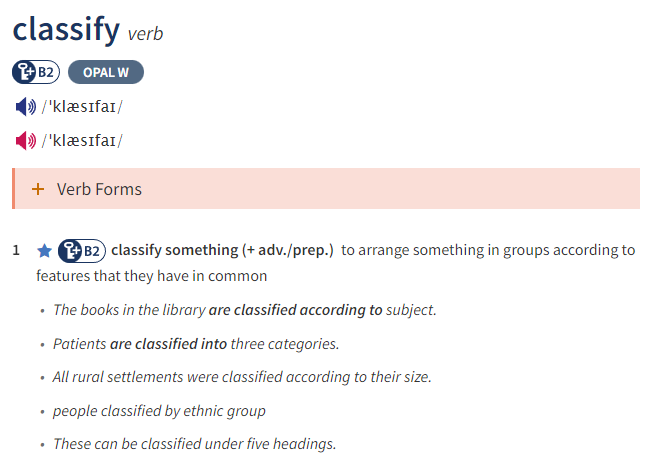 classify verb
B2 OPAL W
/ˈklæsɪfaɪ/
/ˈklæsɪfaɪ/
+ Verb Forms
1 ★ B2 classify something (+ adv./prep.) to arrange something in groups according to
features that they have in common
• The books in the library are classified according to subject.
• Patients are classified into three categories.
• All rural settlements were classified according to their size.
• people classified by ethnic group
• These can be classified under five headings.